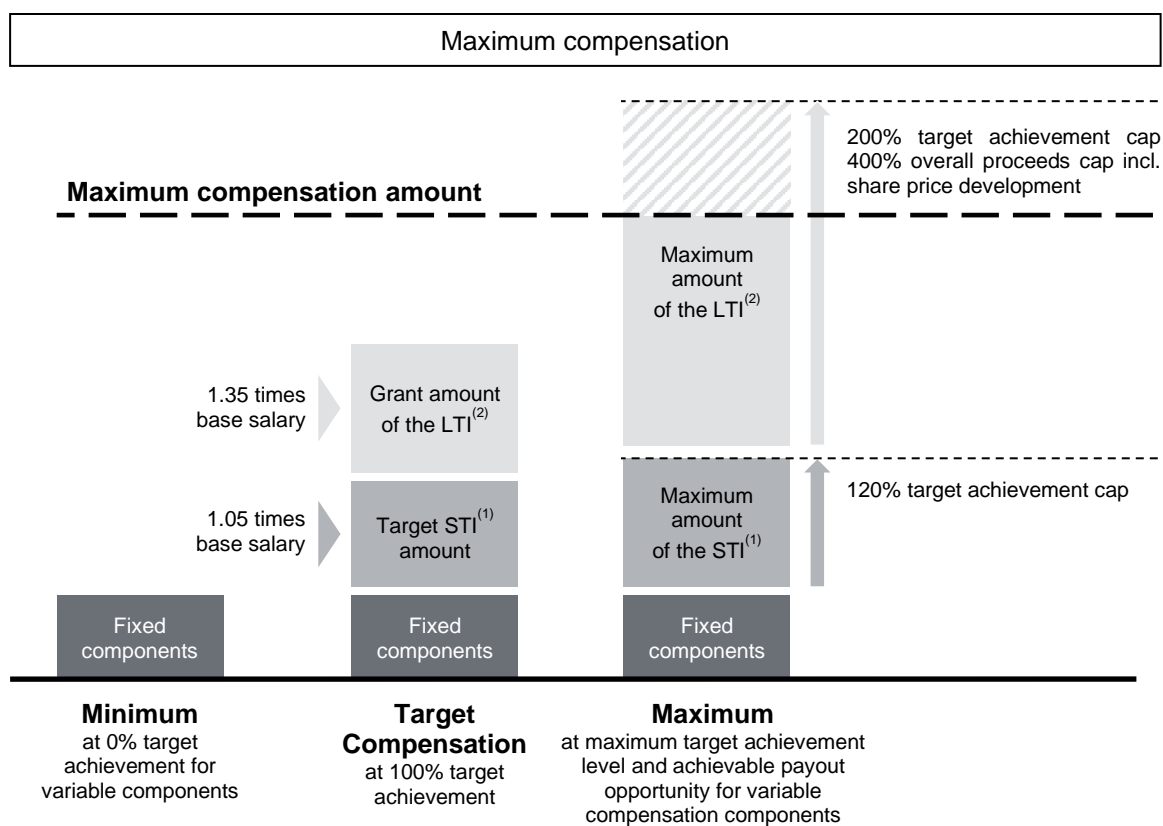 Maximum compensation
200% target achievement cap
400% overall proceeds cap incl.
share price development
Maximum compensation amount
Maximum
amount
of the LTI(2)
1.35 times
base salary
Grant amount
of the LTI(2)
120% target achievement cap
Maximum
amount
of the STI(1)
1.05 times
base salary
Target STI(1)
amount
Fixed
components
Fixed
components
Fixed
components
Minimum
at 0% target
achievement for
variable components
Target
Compensation
at 100% target
achievement
Maximum
at maximum target achievement
level and achievable payout
opportunity for variable
compensation components